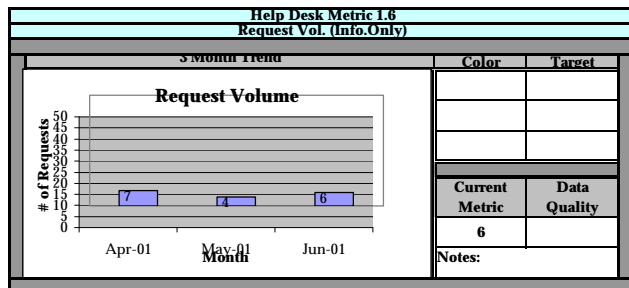 Help Desk Metric 1.6
Request Vol. (Info.Only)
3 Month Trend
Color
Target
Request Volume
# of Requests
50
45
40
35
30
25
20
15
10
5
0
7
4
6
Apr-01
May-01
Jun-01
Month
Current Metric
Data Quality
6
Notes: